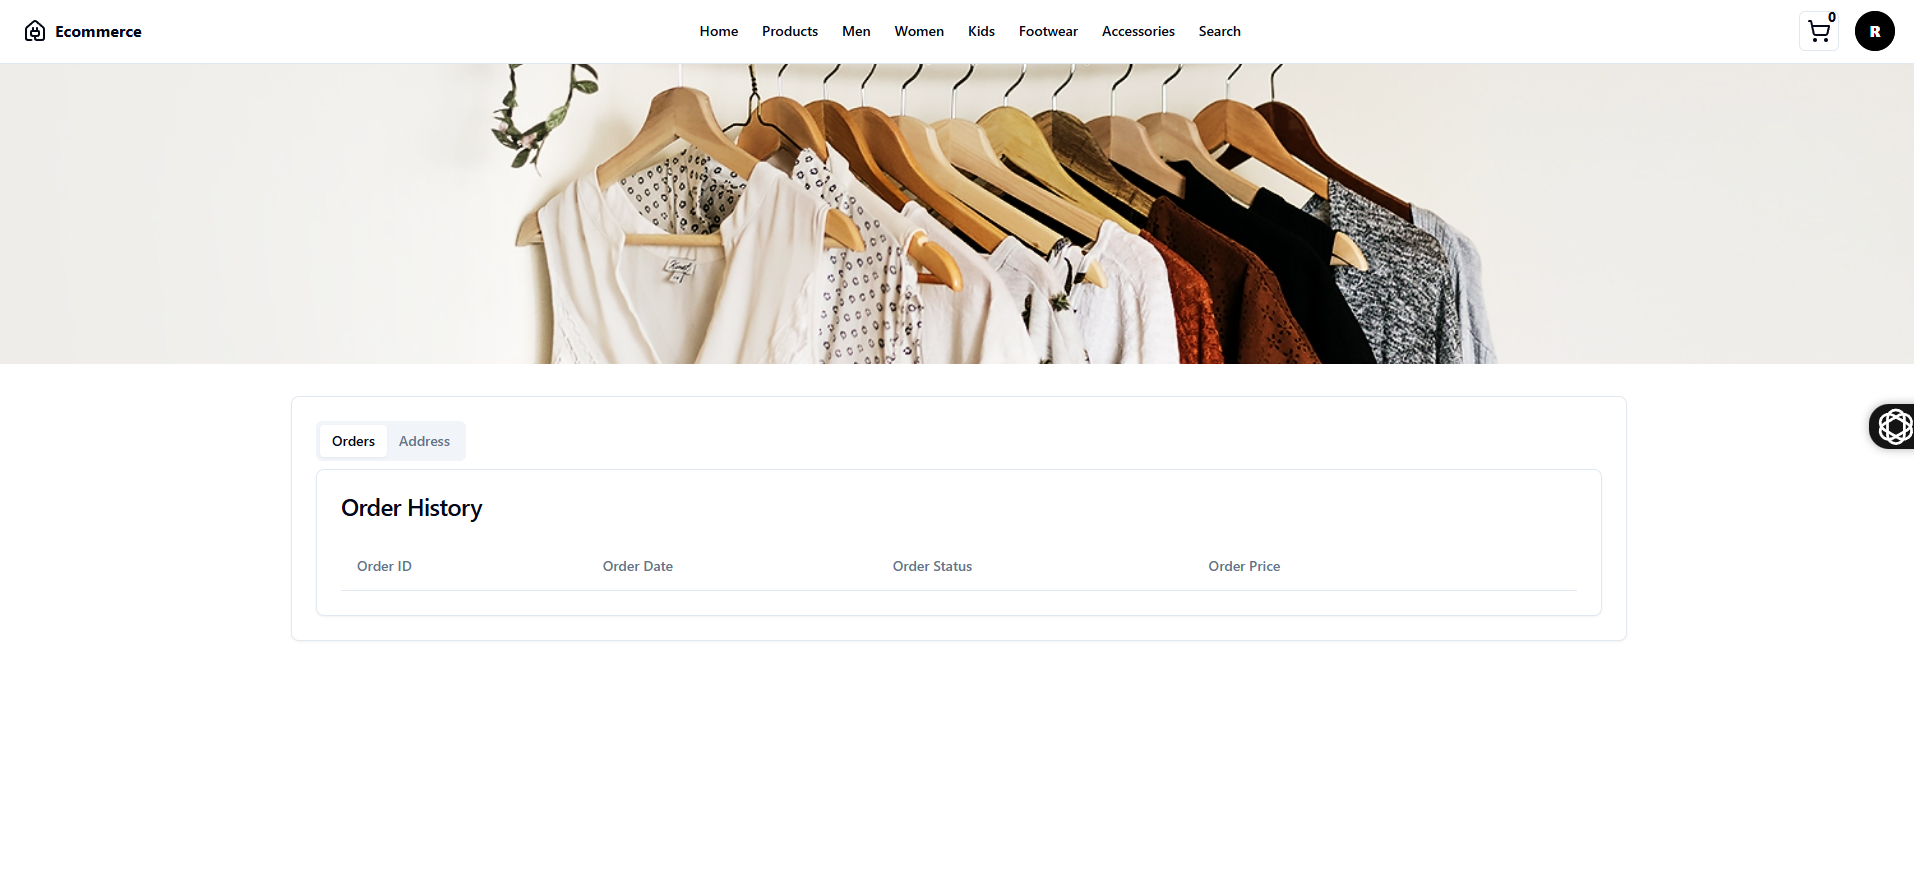 Ecommerce
Home Products Men Women Kids Footwear Accessories Search
0
R
Orders Address
Order History
Order ID Order Date Order Status Order Price